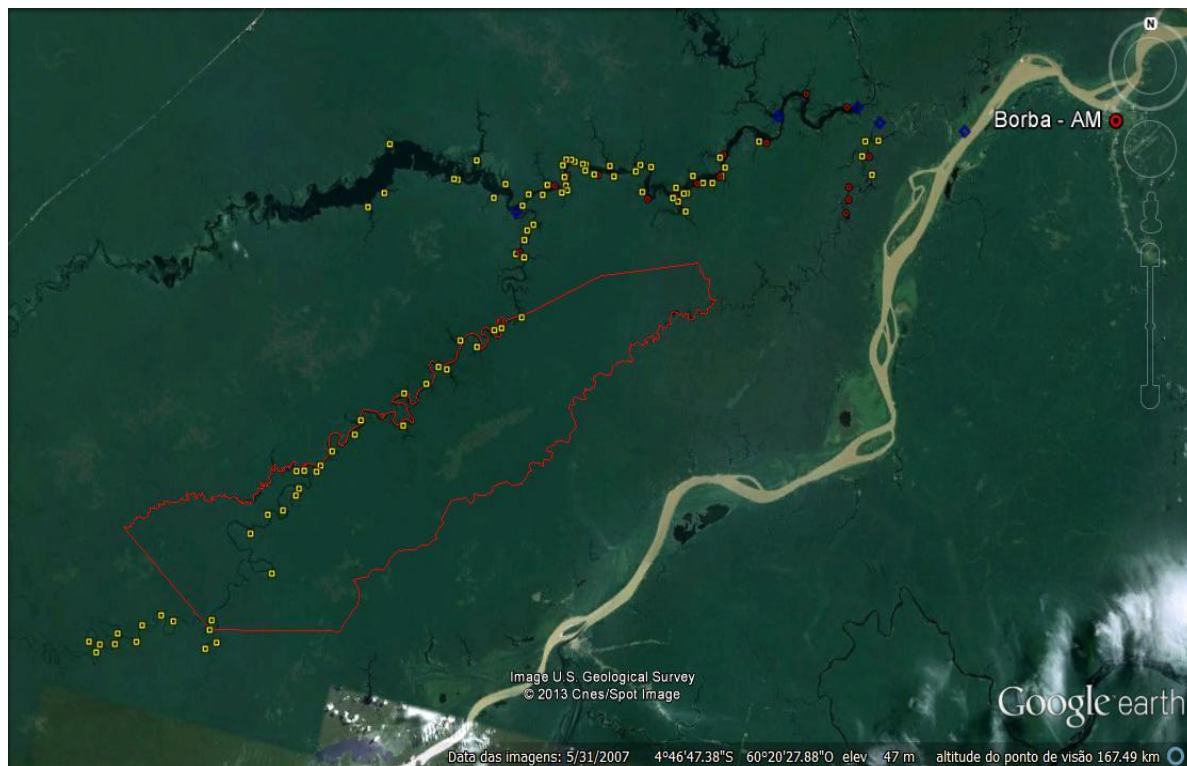 N
Borba - AM
Image U.S. Geological Survey
© 2013 Cnes/Spot Image
Google earth
Data das imagens: 5/31/2007 4°46'47.38"S 60°20'27.88"O elev 47 m altitude do ponto de visão 167.49 km